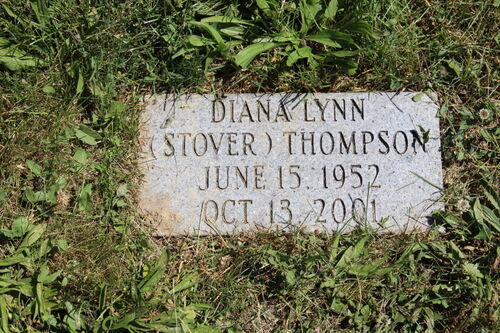 DIANA LYNN
(STOVER) THOMPSON
JUNE 15, 1952
OCT 13, 2001